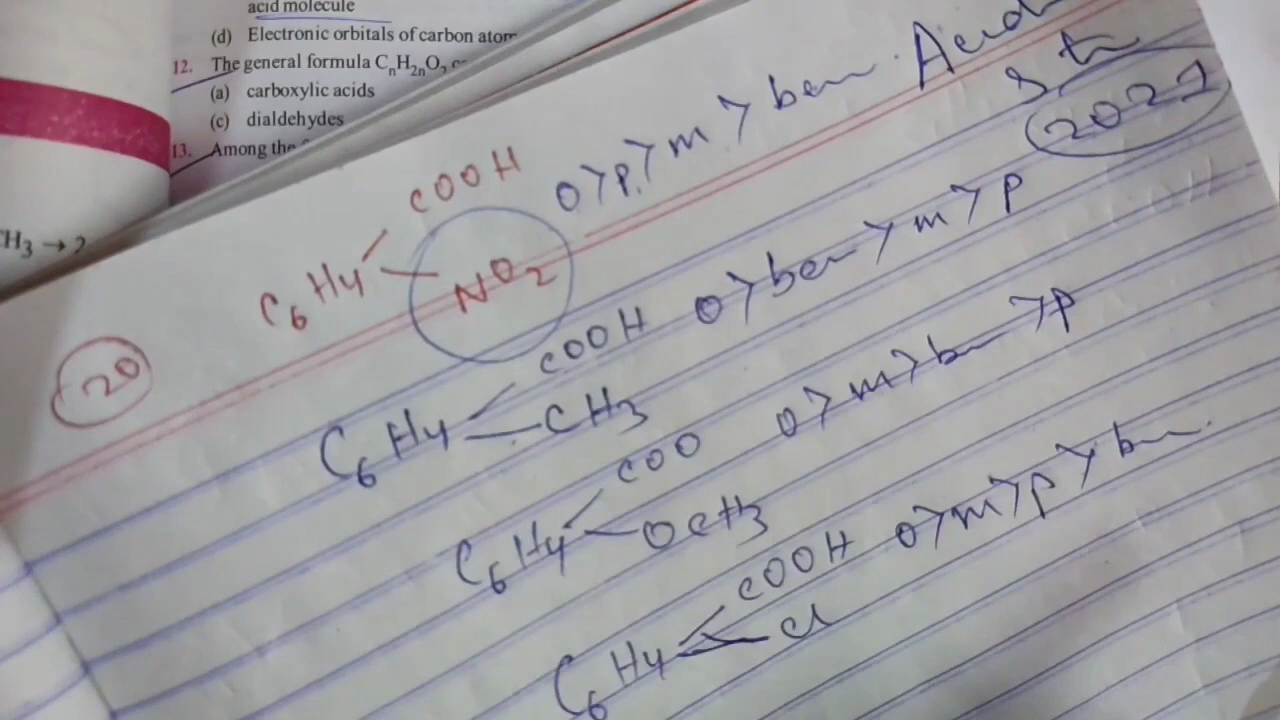 acid molecule
(d) Electronic orbitals of carbon atom
12. The general formula CₙH₂ₙO₂
(a) carboxylic acids
(c) dialdehydes
13. Among the
H₃ → 2
Acid
2021
COOH
O>P>m>ben
C₆H₄
NO₂
20
COOH O>ben>m>p
C₆H₄ CH₃
COO O>m>ben>p
C₆H₄ OCH₃
COOH O>m>p>ben
C₆H₄ Cl